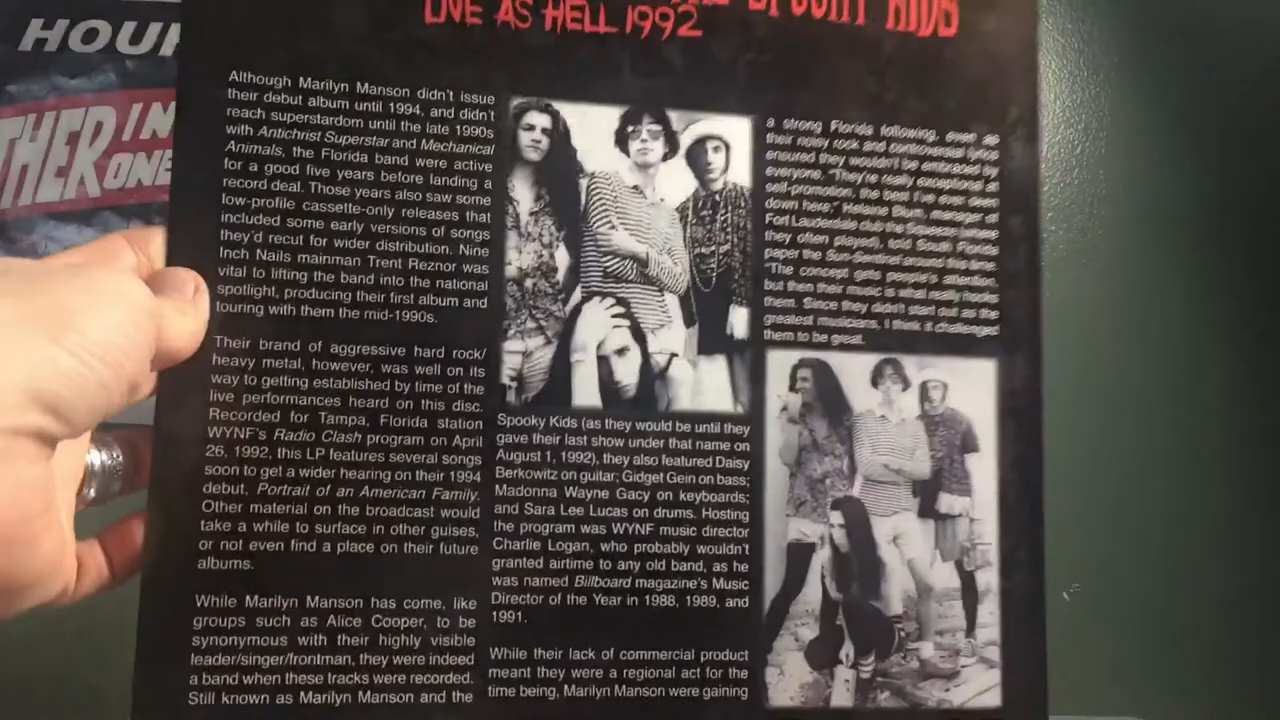 HOUR
THER IN
ONE
SPOOKY KIDS
LIVE AS HELL 1992
Although Marilyn Manson didn't issue
their debut album until 1994, and didn't
reach superstardom until the late 1990s
with Antichrist Superstar and Mechanical
Animals, the Florida band were active
for a good five years before landing a
record deal. Those years also saw some
low-profile cassette-only releases that
included some early versions of songs
they'd recut for wider distribution. Nine
Inch Nails mainman Trent Reznor was
vital to lifting the band into the national
spotlight, producing their first album and
touring with them the mid-1990s.
Their brand of aggressive hard rock/
heavy metal, however, was well on its
way to getting established by time of the
live performances heard on this disc.
Recorded for Tampa, Florida station
WYNF's Radio Clash program on April
26, 1992, this LP features several songs
soon to get a wider hearing on their 1994
debut, Portrait of an American Family.
Other material on the broadcast would
take a while to surface in other guises,
or not even find a place on their future
albums.
While Marilyn Manson has come, like
groups such as Alice Cooper, to be
synonymous with their highly visible
leader/singer/frontman, they were indeed
a band when these tracks were recorded.
Still known as Marilyn Manson and the
Spooky Kids (as they would be until they
gave their last show under that name on
August 1, 1992), they also featured Daisy
Berkowitz on guitar; Gidget Gein on bass;
Madonna Wayne Gacy on keyboards;
and Sara Lee Lucas on drums. Hosting
the program was WYNF music director
Charlie Logan, who probably wouldn't
granted airtime to any old band, as he
was named Billboard magazine's Music
Director of the Year in 1988, 1989, and
1991.
While their lack of commercial product
meant they were a regional act for the
time being, Marilyn Manson were gaining
a strong Florida following, even as
their noisy rock and controversial lyrics
ensured they wouldn't be embraced by
everyone. "They're really exceptional at
self-promotion, the best I've ever seen
down here," Helaine Blum, manager of
Fort Lauderdale club the Squeeze (where
they often played), told South Florida
paper the Sun-Sentinel around this time.
"The concept gets people's attention,
but then their music is what really hooks
them. Since they didn't start out as the
greatest musicians, I think it challenged
them to be great.